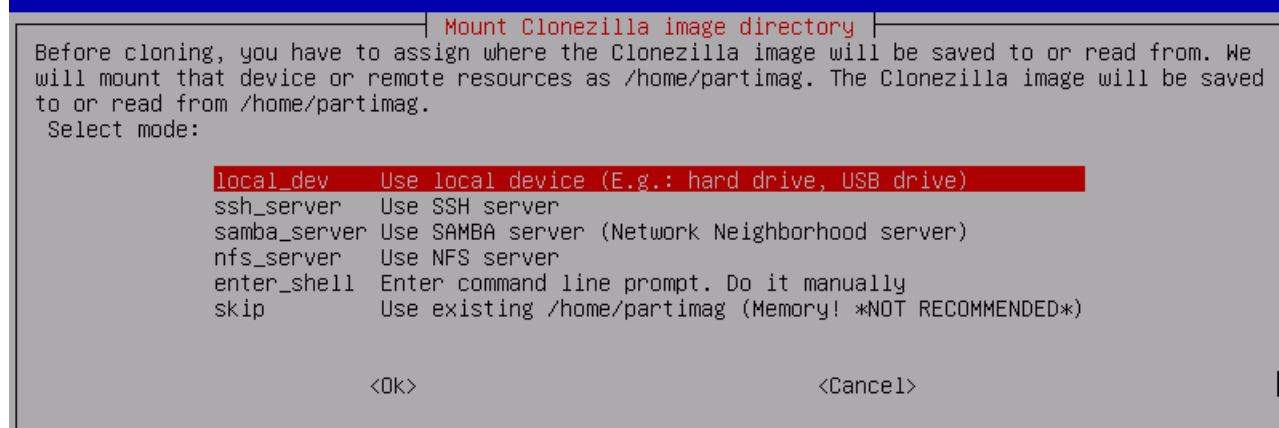 Mount Clonezilla image directory
Before cloning, you have to assign where the Clonezilla image will be saved to or read from. We
will mount that device or remote resources as /home/partimag. The Clonezilla image will be saved
to or read from /home/partimag.
Select mode:
local_dev Use local device (E.g.: hard drive, USB drive)
ssh_server Use SSH server
samba_server Use SAMBA server (Network Neighborhood server)
nfs_server Use NFS server
enter_shell Enter command line prompt. Do it manually
skip Use existing /home/partimag (Memory! *NOT RECOMMENDED*)
<Ok> <Cancel>